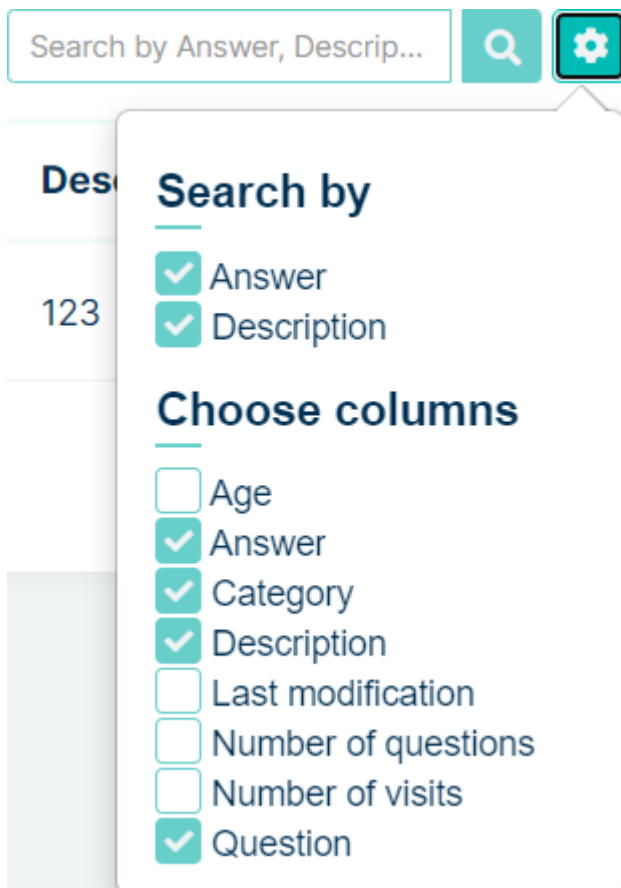 Search by Answer, Descrip...
Des
Search by
123
Answer
Description
Choose columns
Age
Answer
Category
Description
Last modification
Number of questions
Number of visits
Question